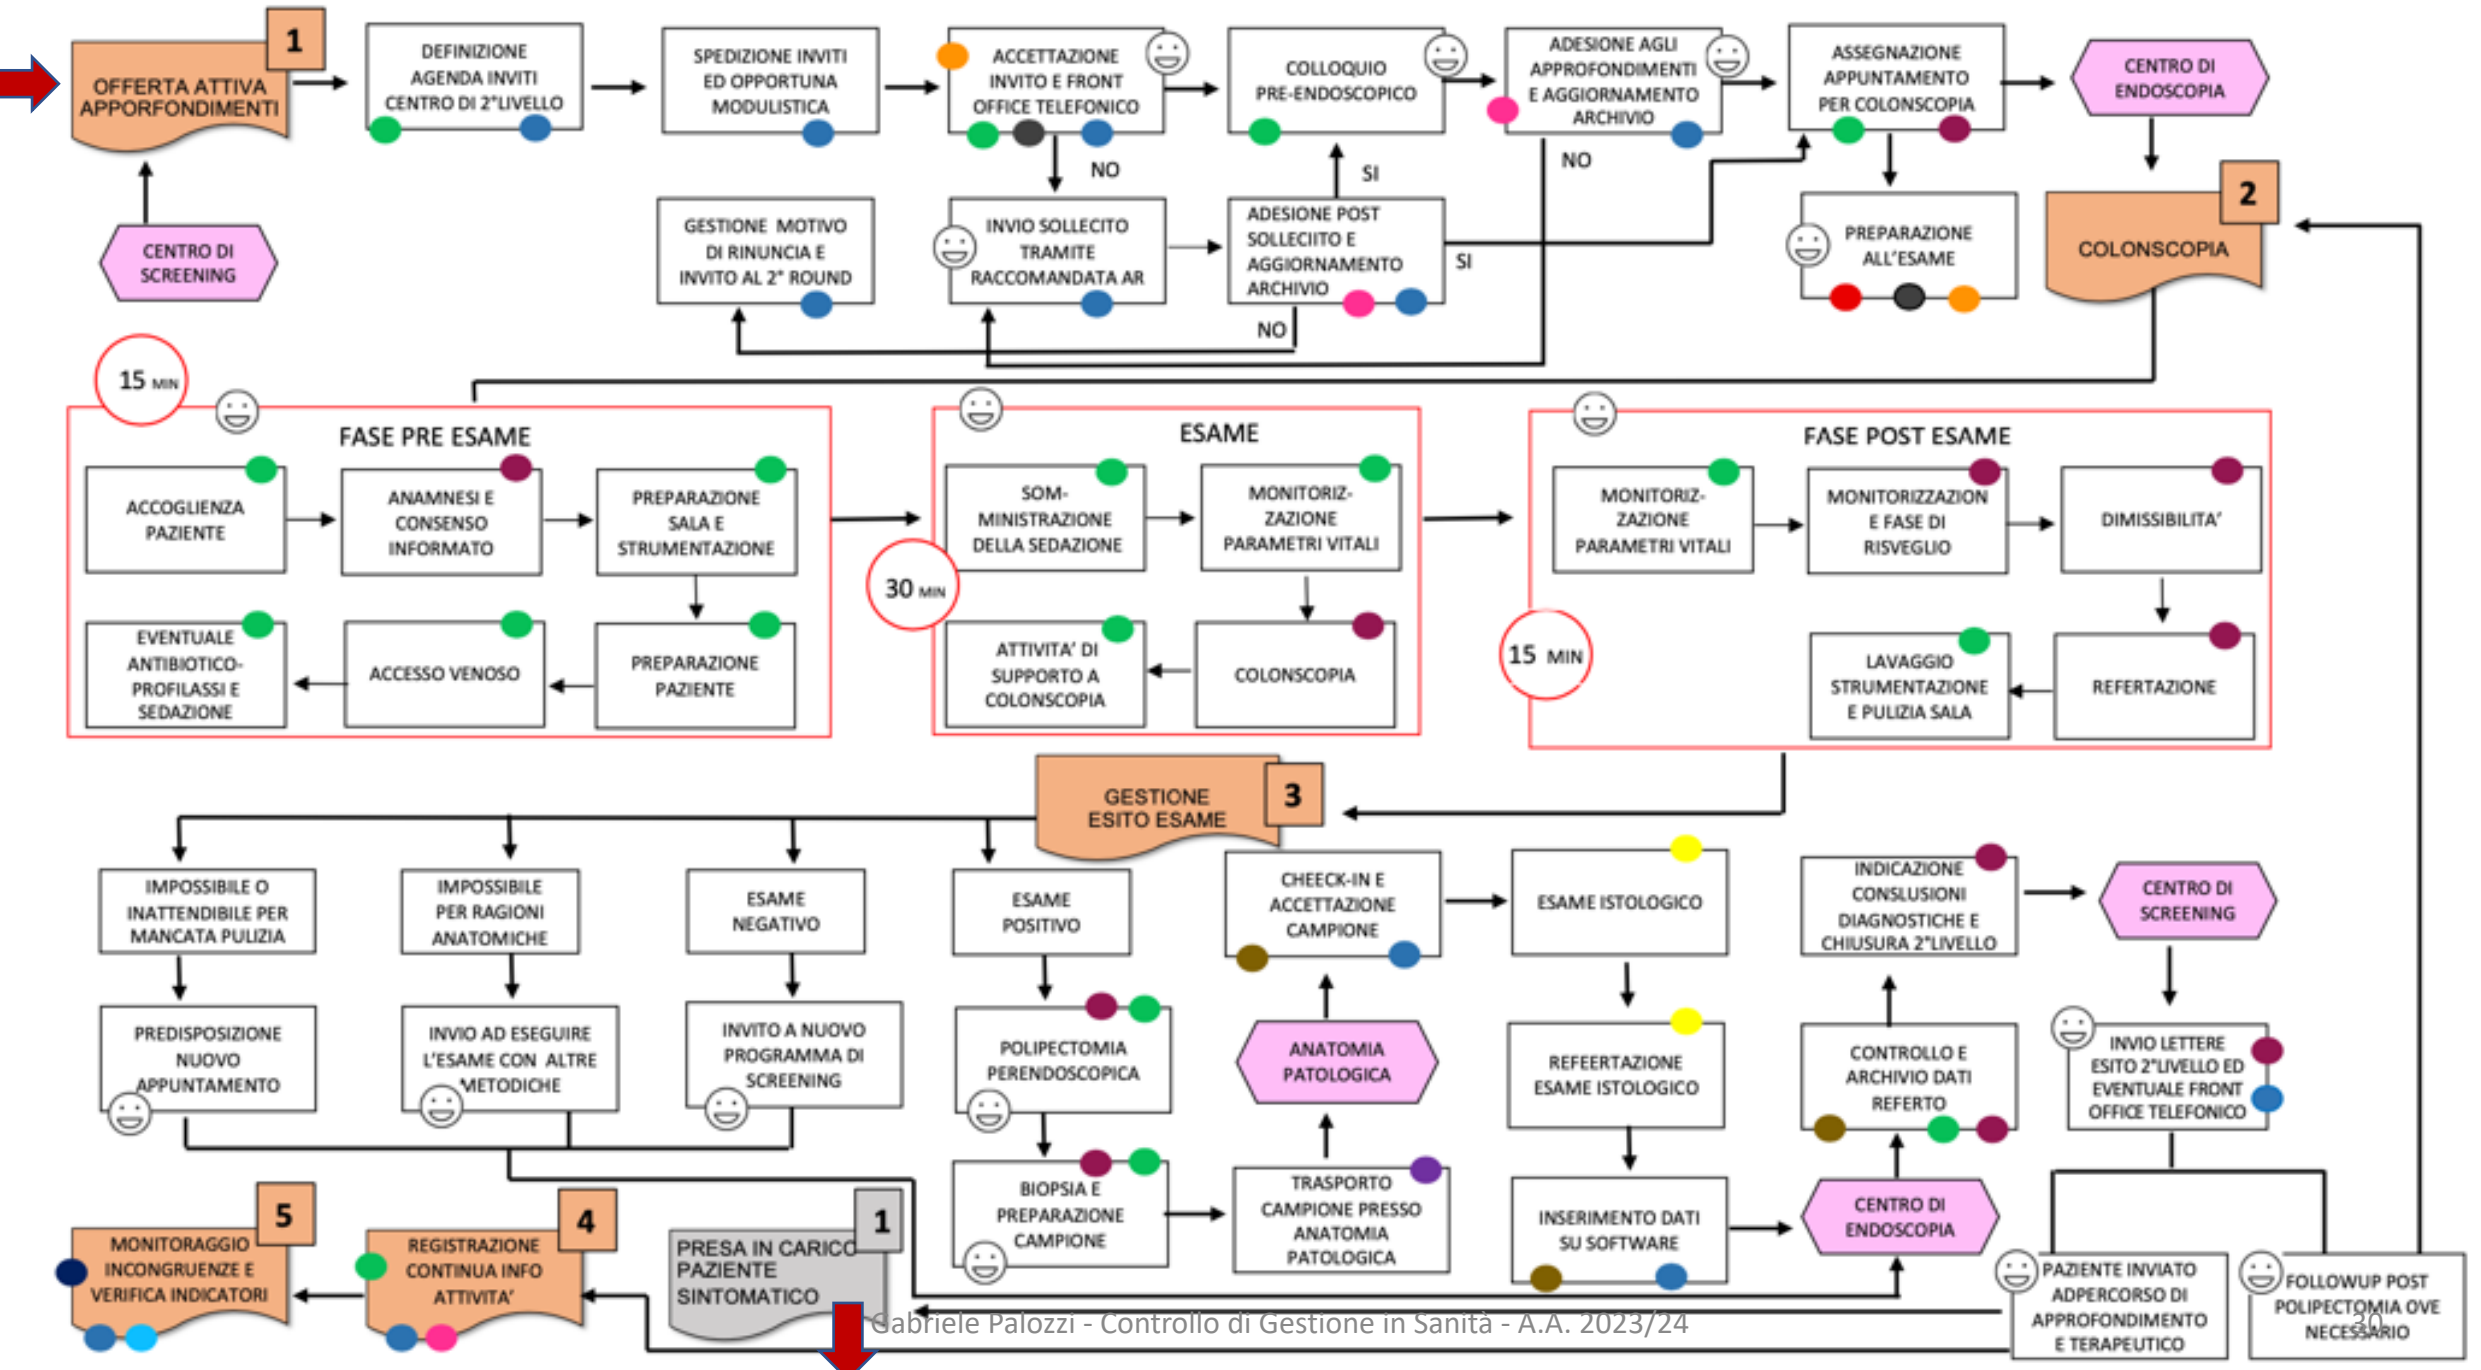 1
OFFERTA ATTIVA
APPORFONDIMENTI
DEFINIZIONE
AGENDA INVITI
CENTRO DI 2°LIVELLO
SPEDIZIONE INVITI
ED OPPORTUNA
MODULISTICA
ACCETTAZIONE
INVITO E FRONT
OFFICE TELEFONICO
COLLOQUIO
PRE-ENDOSCOPICO
ADESIONE AGLI
APPROFONDIMENTI
E AGGIORNAMENTO
ARCHIVIO
ASSEGNAZIONE
APPUNTAMENTO
PER COLONSCOPIA
CENTRO DI
ENDOSCOPIA
NO
SI
NO
CENTRO DI
SCREENING
GESTIONE MOTIVO
DI RINUNCIA E
INVITO AL 2° ROUND
INVIO SOLLECITO
TRAMITE
RACCOMANDATA AR
ADESIONE POST
SOLLECIITO E
AGGIORNAMENTO
ARCHIVIO
SI
NO
PREPARAZIONE
ALL'ESAME
2
COLONSCOPIA
15 MIN
FASE PRE ESAME
ACCOGLIENZA
PAZIENTE
ANAMNESI E
CONSENSO
INFORMATO
PREPARAZIONE
SALA E
STRUMENTAZIONE
EVENTUALE
ANTIBIOTICO-
PROFILASSI E
SEDAZIONE
ACCESSO VENOSO
PREPARAZIONE
PAZIENTE
30 MIN
ESAME
SOM-
MINISTRAZIONE
DELLA SEDAZIONE
MONITORIZ-
ZAZIONE
PARAMETRI VITALI
ATTIVITA' DI
SUPPORTO A
COLONSCOPIA
COLONSCOPIA
15 MIN
FASE POST ESAME
MONITORIZ-
ZAZIONE
PARAMETRI VITALI
MONITORIZZAZION
E FASE DI
RISVEGLIO
DIMISSIBILITA'
LAVAGGIO
STRUMENTAZIONE
E PULIZIA SALA
REFERTAZIONE
3
GESTIONE
ESITO ESAME
IMPOSSIBILE O
INATTENDIBILE PER
MANCATA PULIZIA
IMPOSSIBILE
PER RAGIONI
ANATOMICHE
ESAME
NEGATIVO
ESAME
POSITIVO
CHEECK-IN E
ACCETTAZIONE
CAMPIONE
ESAME ISTOLOGICO
INDICAZIONE
CONSLUSIONI
DIAGNOSTICHE E
CHIUSURA 2°LIVELLO
CENTRO DI
SCREENING
PREDISPOSIZIONE
NUOVO
APPUNTAMENTO
INVIO AD ESEGUIRE
L'ESAME CON ALTRE
METODICHE
INVITO A NUOVO
PROGRAMMA DI
SCREENING
POLIPECTOMIA
PERENDOSCOPICA
ANATOMIA
PATOLOGICA
REFEERTAZIONE
ESAME ISTOLOGICO
CONTROLLO E
ARCHIVIO DATI
REFERTO
INVIO LETTERE
ESITO 2°LIVELLO ED
EVENTUALE FRONT
OFFICE TELEFONICO
5
MONITORAGGIO
INCONGRUENZE E
VERIFICA INDICATORI
4
REGISTRAZIONE
CONTINUA INFO
ATTIVITA'
1
PRESA IN CARICO
PAZIENTE
SINTOMATICO
BIOPSIA E
PREPARAZIONE
CAMPIONE
TRASPORTO
CAMPIONE PRESSO
ANATOMIA
PATOLOGICA
INSERIMENTO DATI
SU SOFTWARE
CENTRO DI
ENDOSCOPIA
PAZIENTE INVIATO
ADPERCORSO DI
APPROFONDIMENTO
E TERAPEUTICO
FOLLOWUP POST
POLIPECTOMIA OVE
NECESSARIO
Gabriele Palozzi - Controllo di Gestione in Sanità - A.A. 2023/24
30